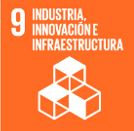 9 INDUSTRIA,
INNOVACIÓN E
INFRAESTRUCTURA